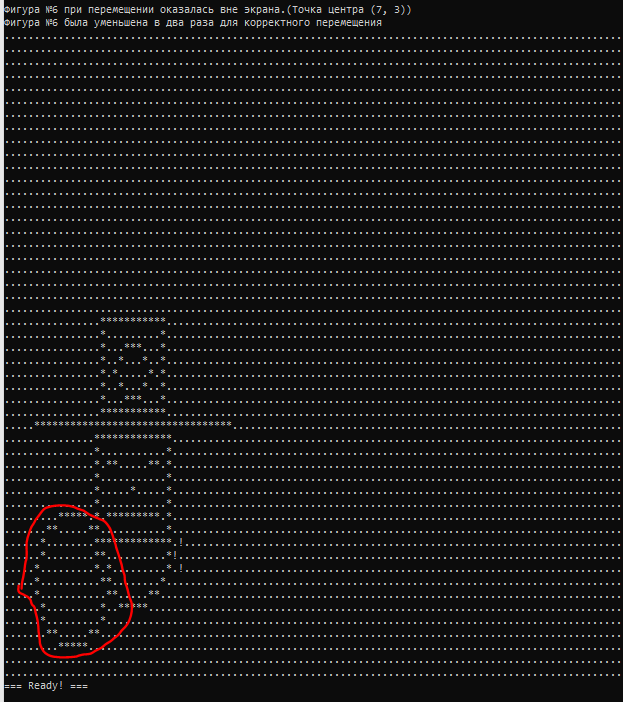 Фигура №6 при перемещении оказалась вне экрана.(Точка центра (7, 3))
Фигура №6 была уменьшена в два раза для корректного перемещения
=== Ready! ===